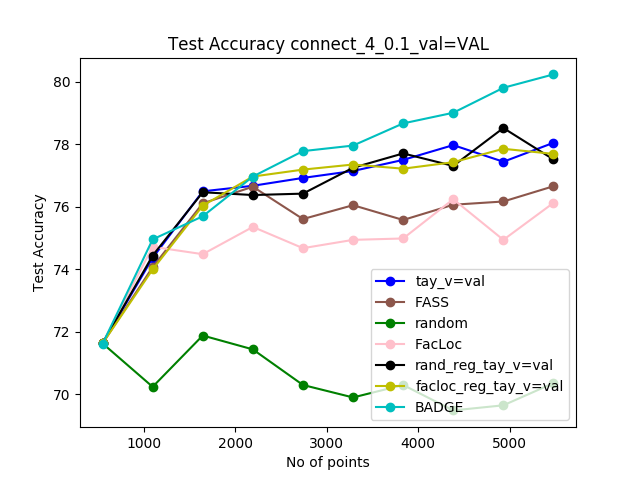 Test Accuracy connect_4_0.1_val=VAL
Test Accuracy
80
78
76
74
72
70
tay_v=val
FASS
random
FacLoc
rand_reg_tay_v=val
facloc_reg_tay_v=val
BADGE
1000 2000 3000 4000 5000
No of points